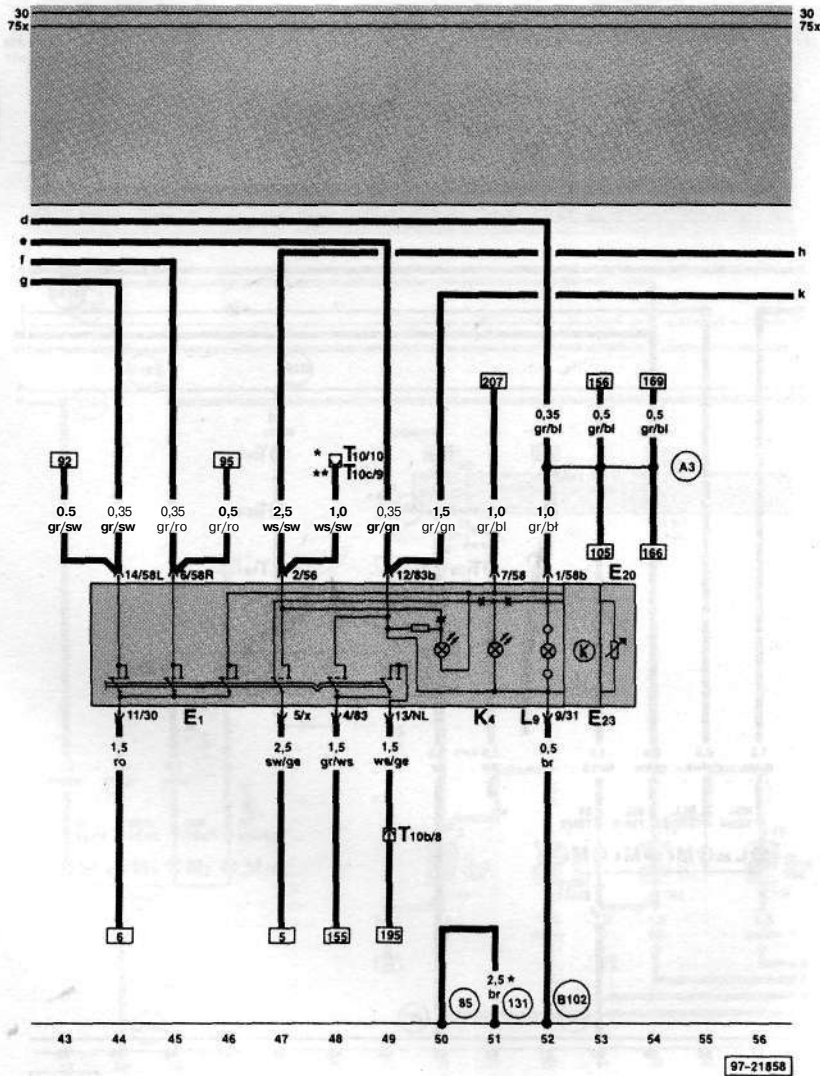 30 30
75x 75x
d
e
f h
g k
207 156 169
0,35 0,5 0,5
gr/bl gr/bl gr/bl
92 95 * T10/10
** T10c/9 A3
0.5 0,35 0,35 0,5 2,5 1,0 0,35 1,5 1,0 1,0
gr/sw gr/sw gr/ro gr/ro ws/sw ws/sw gr/gn gr/gn gr/bl gr/bł
105 166
14/58L 6/58R 2/56 12/83b 7/58 1/58b E20
K
11/30 E1 5/x 4/83 13/NL K4 L9 9/31 E23
1,5 2,5 1,5 1,5 0,5
ro sw/ge gr/ws ws/ge br
T10b/8
6 5 155 195
2,5 *
br
85 131 B102
43 44 45 46 47 48 49 50 51 52 53 54 55 56
97-21858